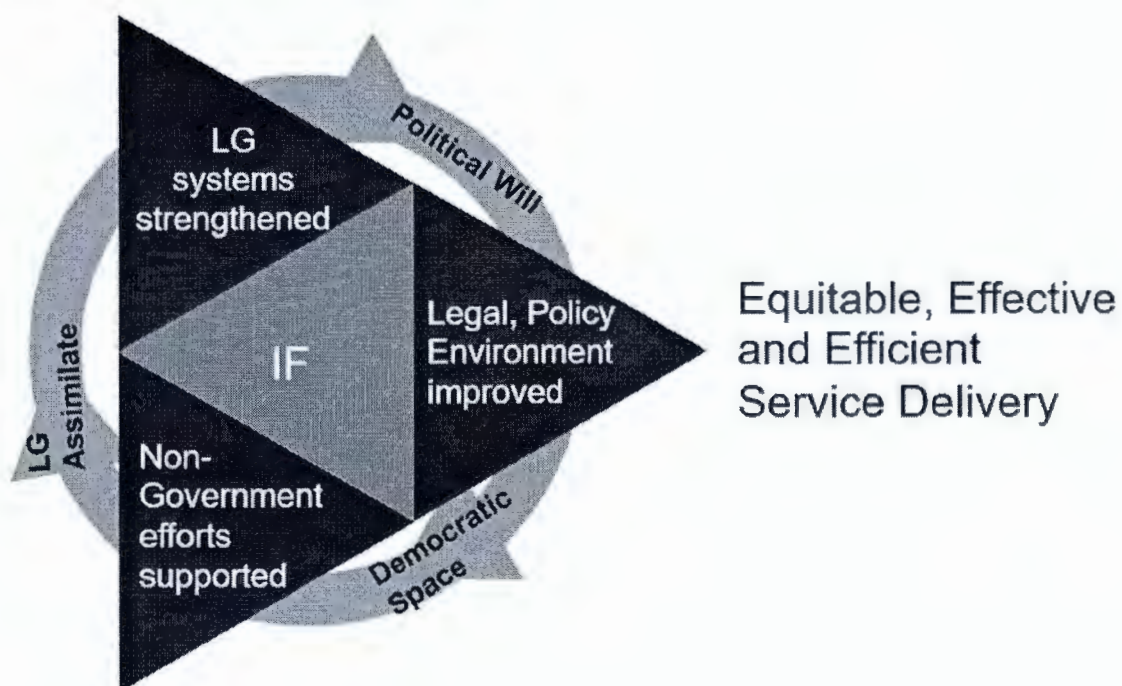 Political Will
LG
systems
strengthened
Legal, Policy
Environment
improved
IF
LG
Assimilate
Non-
Government
efforts
supported
Democratic
Space
Equitable, Effective
and Efficient
Service Delivery